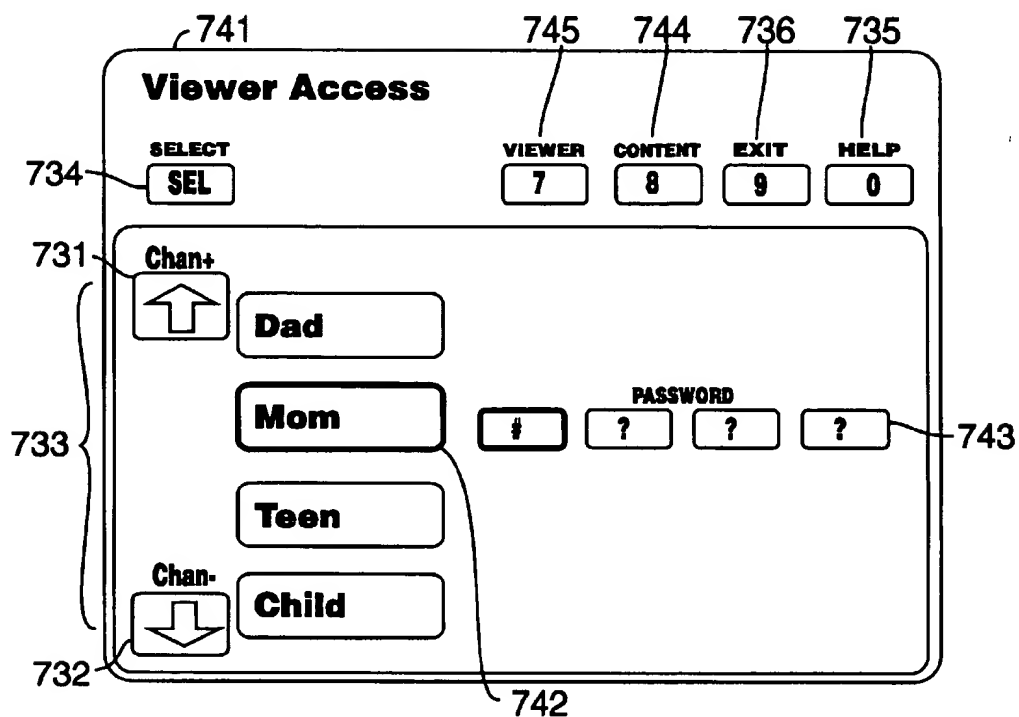 741 745 744 736 735
Viewer Access
SELECT VIEWER CONTENT EXIT HELP
734 SEL 7 8 9 0
731 Chan+
Dad
PASSWORD
733 Mom # ? ? ? 743
Teen
Chan-
Child
732
742